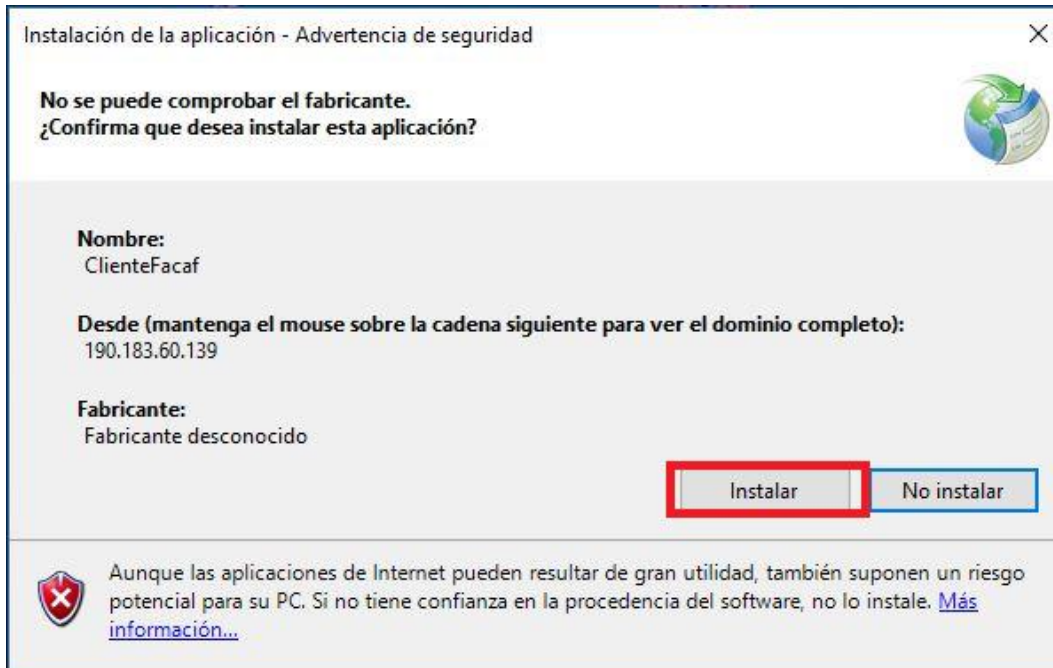 Instalación de la aplicación - Advertencia de seguridad
No se puede comprobar el fabricante.
¿Confirma que desea instalar esta aplicación?
Nombre:
ClienteFacaf
Desde (mantenga el mouse sobre la cadena siguiente para ver el dominio completo):
190.183.60.139
Fabricante:
Fabricante desconocido
Instalar
No instalar
Aunque las aplicaciones de Internet pueden resultar de gran utilidad, también suponen un riesgo
potencial para su PC. Si no tiene confianza en la procedencia del software, no lo instale. Más
información...